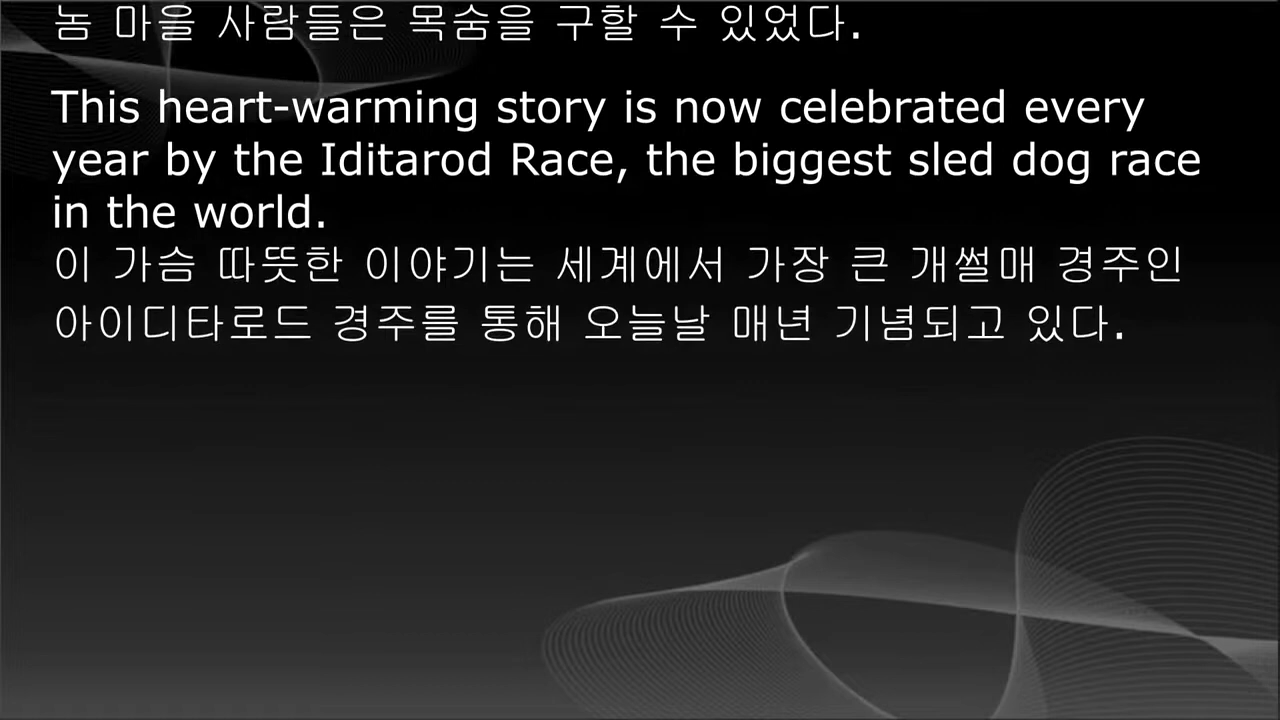 놈 마을 사람들은 목숨을 구할 수 있었다.
This heart-warming story is now celebrated every
year by the Iditarod Race, the biggest sled dog race
in the world.
이 가슴 따뜻한 이야기는 세계에서 가장 큰 개썰매 경주인
아이디타로드 경주를 통해 오늘날 매년 기념되고 있다.